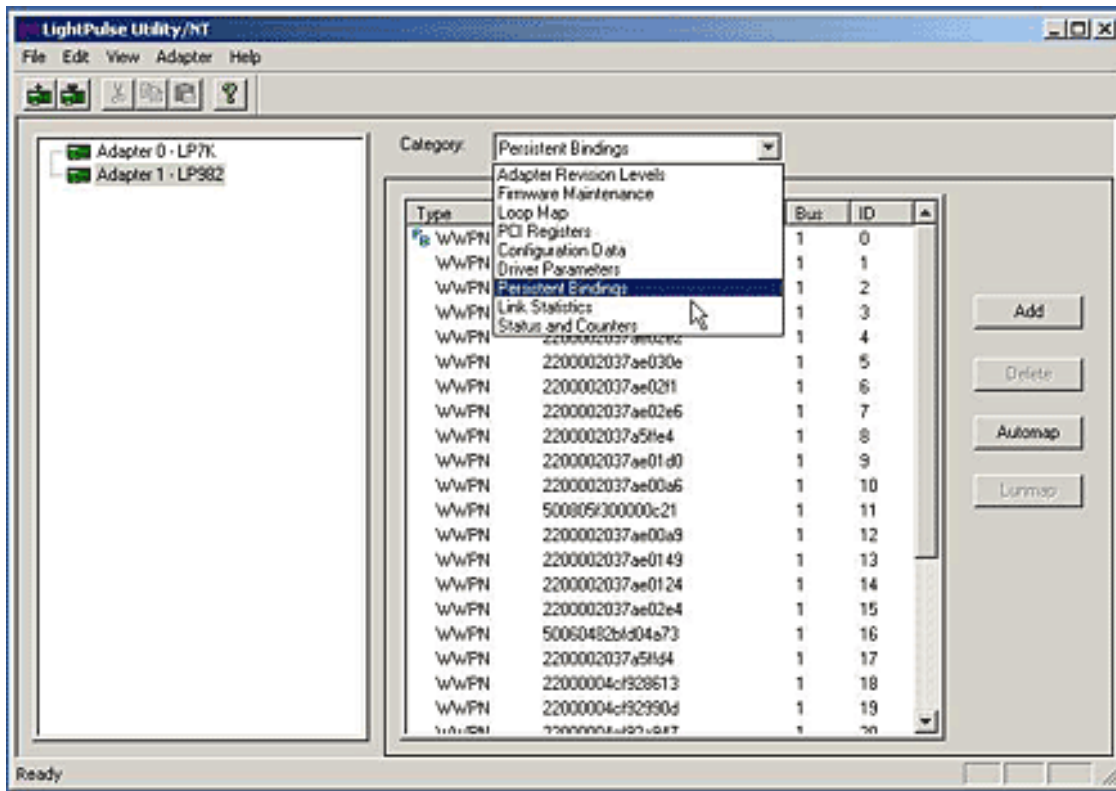 LightPulse Utility/NT
File Edit View Adapter Help
Adapter 0 - LP7K
Adapter 1 - LP982
Category: Persistent Bindings
Adapter Revision Levels
Firmware Maintenance
Loop Map
PCI Registers
Configuration Data
Driver Parameters
Persistent Bindings
Link Statistics
Status and Counters
Type Bus ID
WWPN 1 0
WWPN 1 1
WWPN 1 2
WWPN 1 3
WWPN 1 4
WWPN 2200002037ae030e 1 5
WWPN 2200002037ae02f1 1 6
WWPN 2200002037ae02e6 1 7
WWPN 2200002037a5ffe4 1 8
WWPN 2200002037ae01d0 1 9
WWPN 2200002037ae00a6 1 10
WWPN 500805f300000c21 1 11
WWPN 2200002037ae00a9 1 12
WWPN 2200002037ae0149 1 13
WWPN 2200002037ae0124 1 14
WWPN 2200002037ae02e4 1 15
WWPN 50060482bfd04a73 1 16
WWPN 2200002037a5ffd4 1 17
WWPN 22000004cf928613 1 18
WWPN 22000004cf92990d 1 19
Add
Delete
Automap
Lunmap
Ready